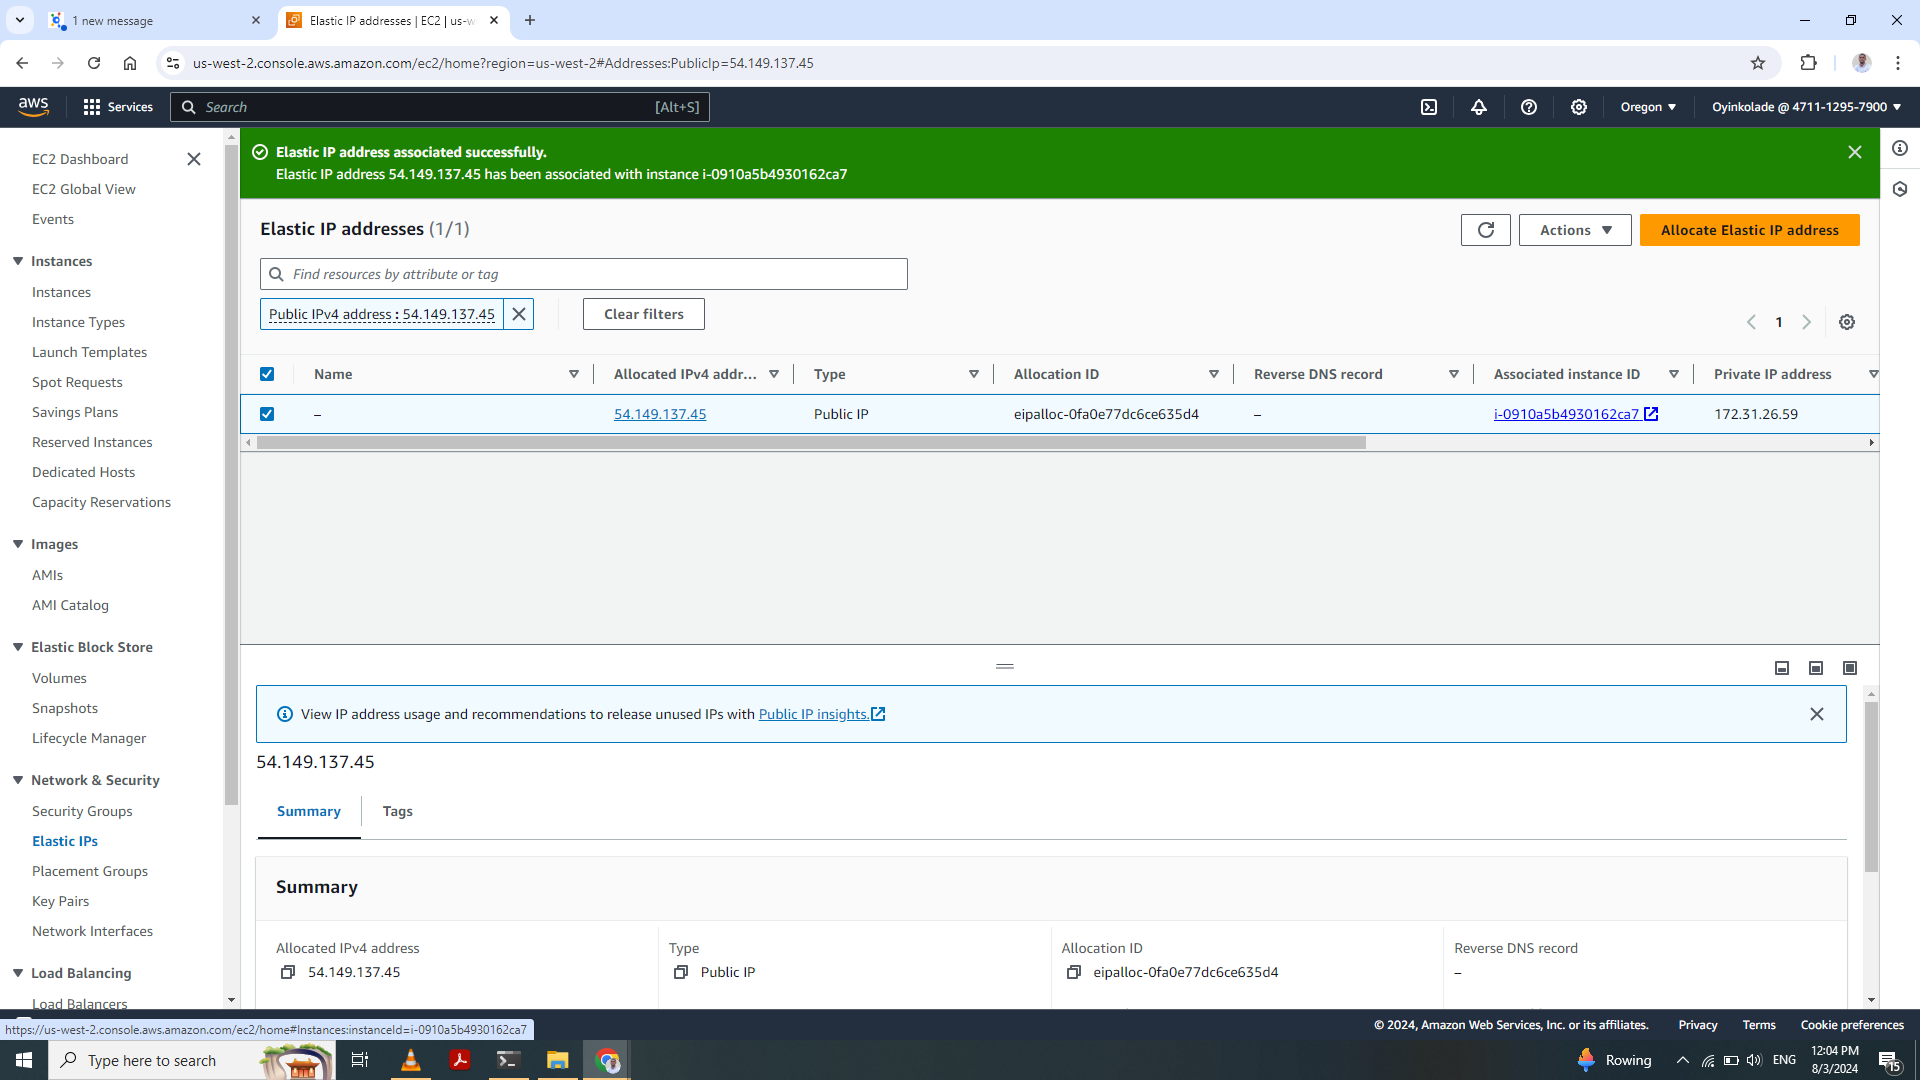 1 new message
Elastic IP addresses | EC2 | us-w
us-west-2.console.aws.amazon.com/ec2/home?region=us-west-2#Addresses:PublicIp=54.149.137.45
aws
Services
Search
[Alt+S]
Oregon
Oyinkolade @ 4711-1295-7900
EC2 Dashboard
EC2 Global View
Events
Instances
Instances
Instance Types
Launch Templates
Spot Requests
Savings Plans
Reserved Instances
Dedicated Hosts
Capacity Reservations
Images
AMIs
AMI Catalog
Elastic Block Store
Volumes
Snapshots
Lifecycle Manager
Network & Security
Security Groups
Elastic IPs
Placement Groups
Key Pairs
Network Interfaces
Load Balancing
Load Balancers
Elastic IP address associated successfully.
Elastic IP address 54.149.137.45 has been associated with instance i-0910a5b4930162ca7
Elastic IP addresses (1/1)
Actions
Allocate Elastic IP address
Find resources by attribute or tag
Public IPv4 address : 54.149.137.45
Clear filters
1
Name Allocated IPv4 addr... Type Allocation ID Reverse DNS record Associated instance ID Private IP address
– 54.149.137.45 Public IP eipalloc-0fa0e77dc6ce635d4 – i-0910a5b4930162ca7 172.31.26.59
View IP address usage and recommendations to release unused IPs with Public IP insights.
54.149.137.45
Summary
Tags
Summary
Allocated IPv4 address
54.149.137.45
Type
Public IP
Allocation ID
eipalloc-0fa0e77dc6ce635d4
Reverse DNS record
–
https://us-west-2.console.aws.amazon.com/ec2/home#Instances:instanceId=i-0910a5b4930162ca7
© 2024, Amazon Web Services, Inc. or its affiliates.
Privacy
Terms
Cookie preferences
Type here to search
Rowing
ENG
12:04 PM
8/3/2024
15